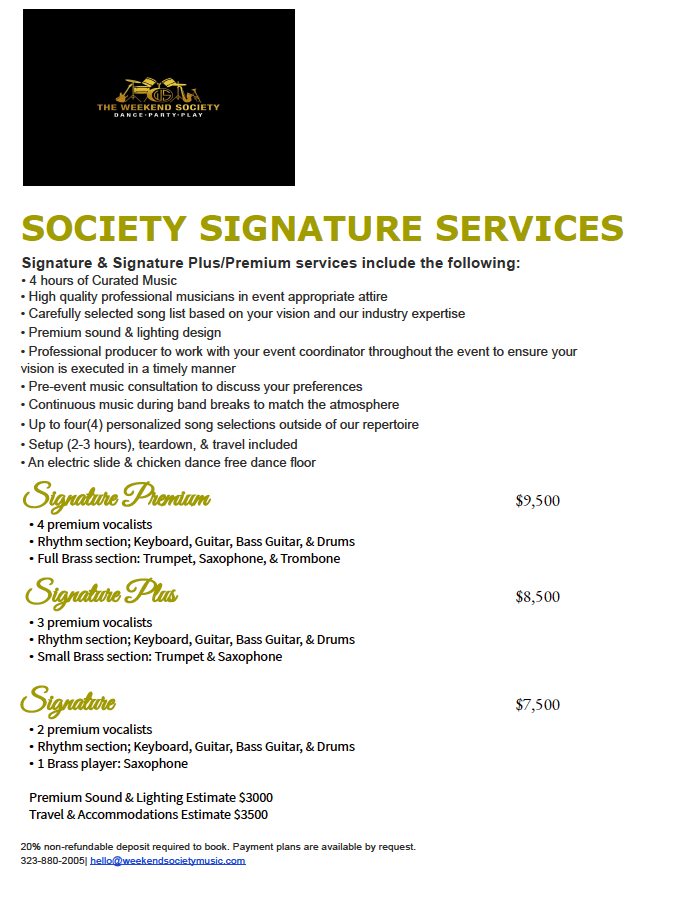 THE WEEKEND SOCIETY
DANCE•PARTY•PLAY
SOCIETY SIGNATURE SERVICES
Signature & Signature Plus/Premium services include the following:
• 4 hours of Curated Music
• High quality professional musicians in event appropriate attire
• Carefully selected song list based on your vision and our industry expertise
• Premium sound & lighting design
• Professional producer to work with your event coordinator throughout the event to ensure your
vision is executed in a timely manner
• Pre-event music consultation to discuss your preferences
• Continuous music during band breaks to match the atmosphere
• Up to four(4) personalized song selections outside of our repertoire
• Setup (2-3 hours), teardown, & travel included
• An electric slide & chicken dance free dance floor
Signature Premium $9,500
• 4 premium vocalists
• Rhythm section; Keyboard, Guitar, Bass Guitar, & Drums
• Full Brass section: Trumpet, Saxophone, & Trombone
Signature Plus $8,500
• 3 premium vocalists
• Rhythm section; Keyboard, Guitar, Bass Guitar, & Drums
• Small Brass section: Trumpet & Saxophone
Signature $7,500
• 2 premium vocalists
• Rhythm section; Keyboard, Guitar, Bass Guitar, & Drums
• 1 Brass player: Saxophone
Premium Sound & Lighting Estimate $3000
Travel & Accommodations Estimate $3500
20% non-refundable deposit required to book. Payment plans are available by request.
323-880-2005| hello@weekendsocietymusic.com